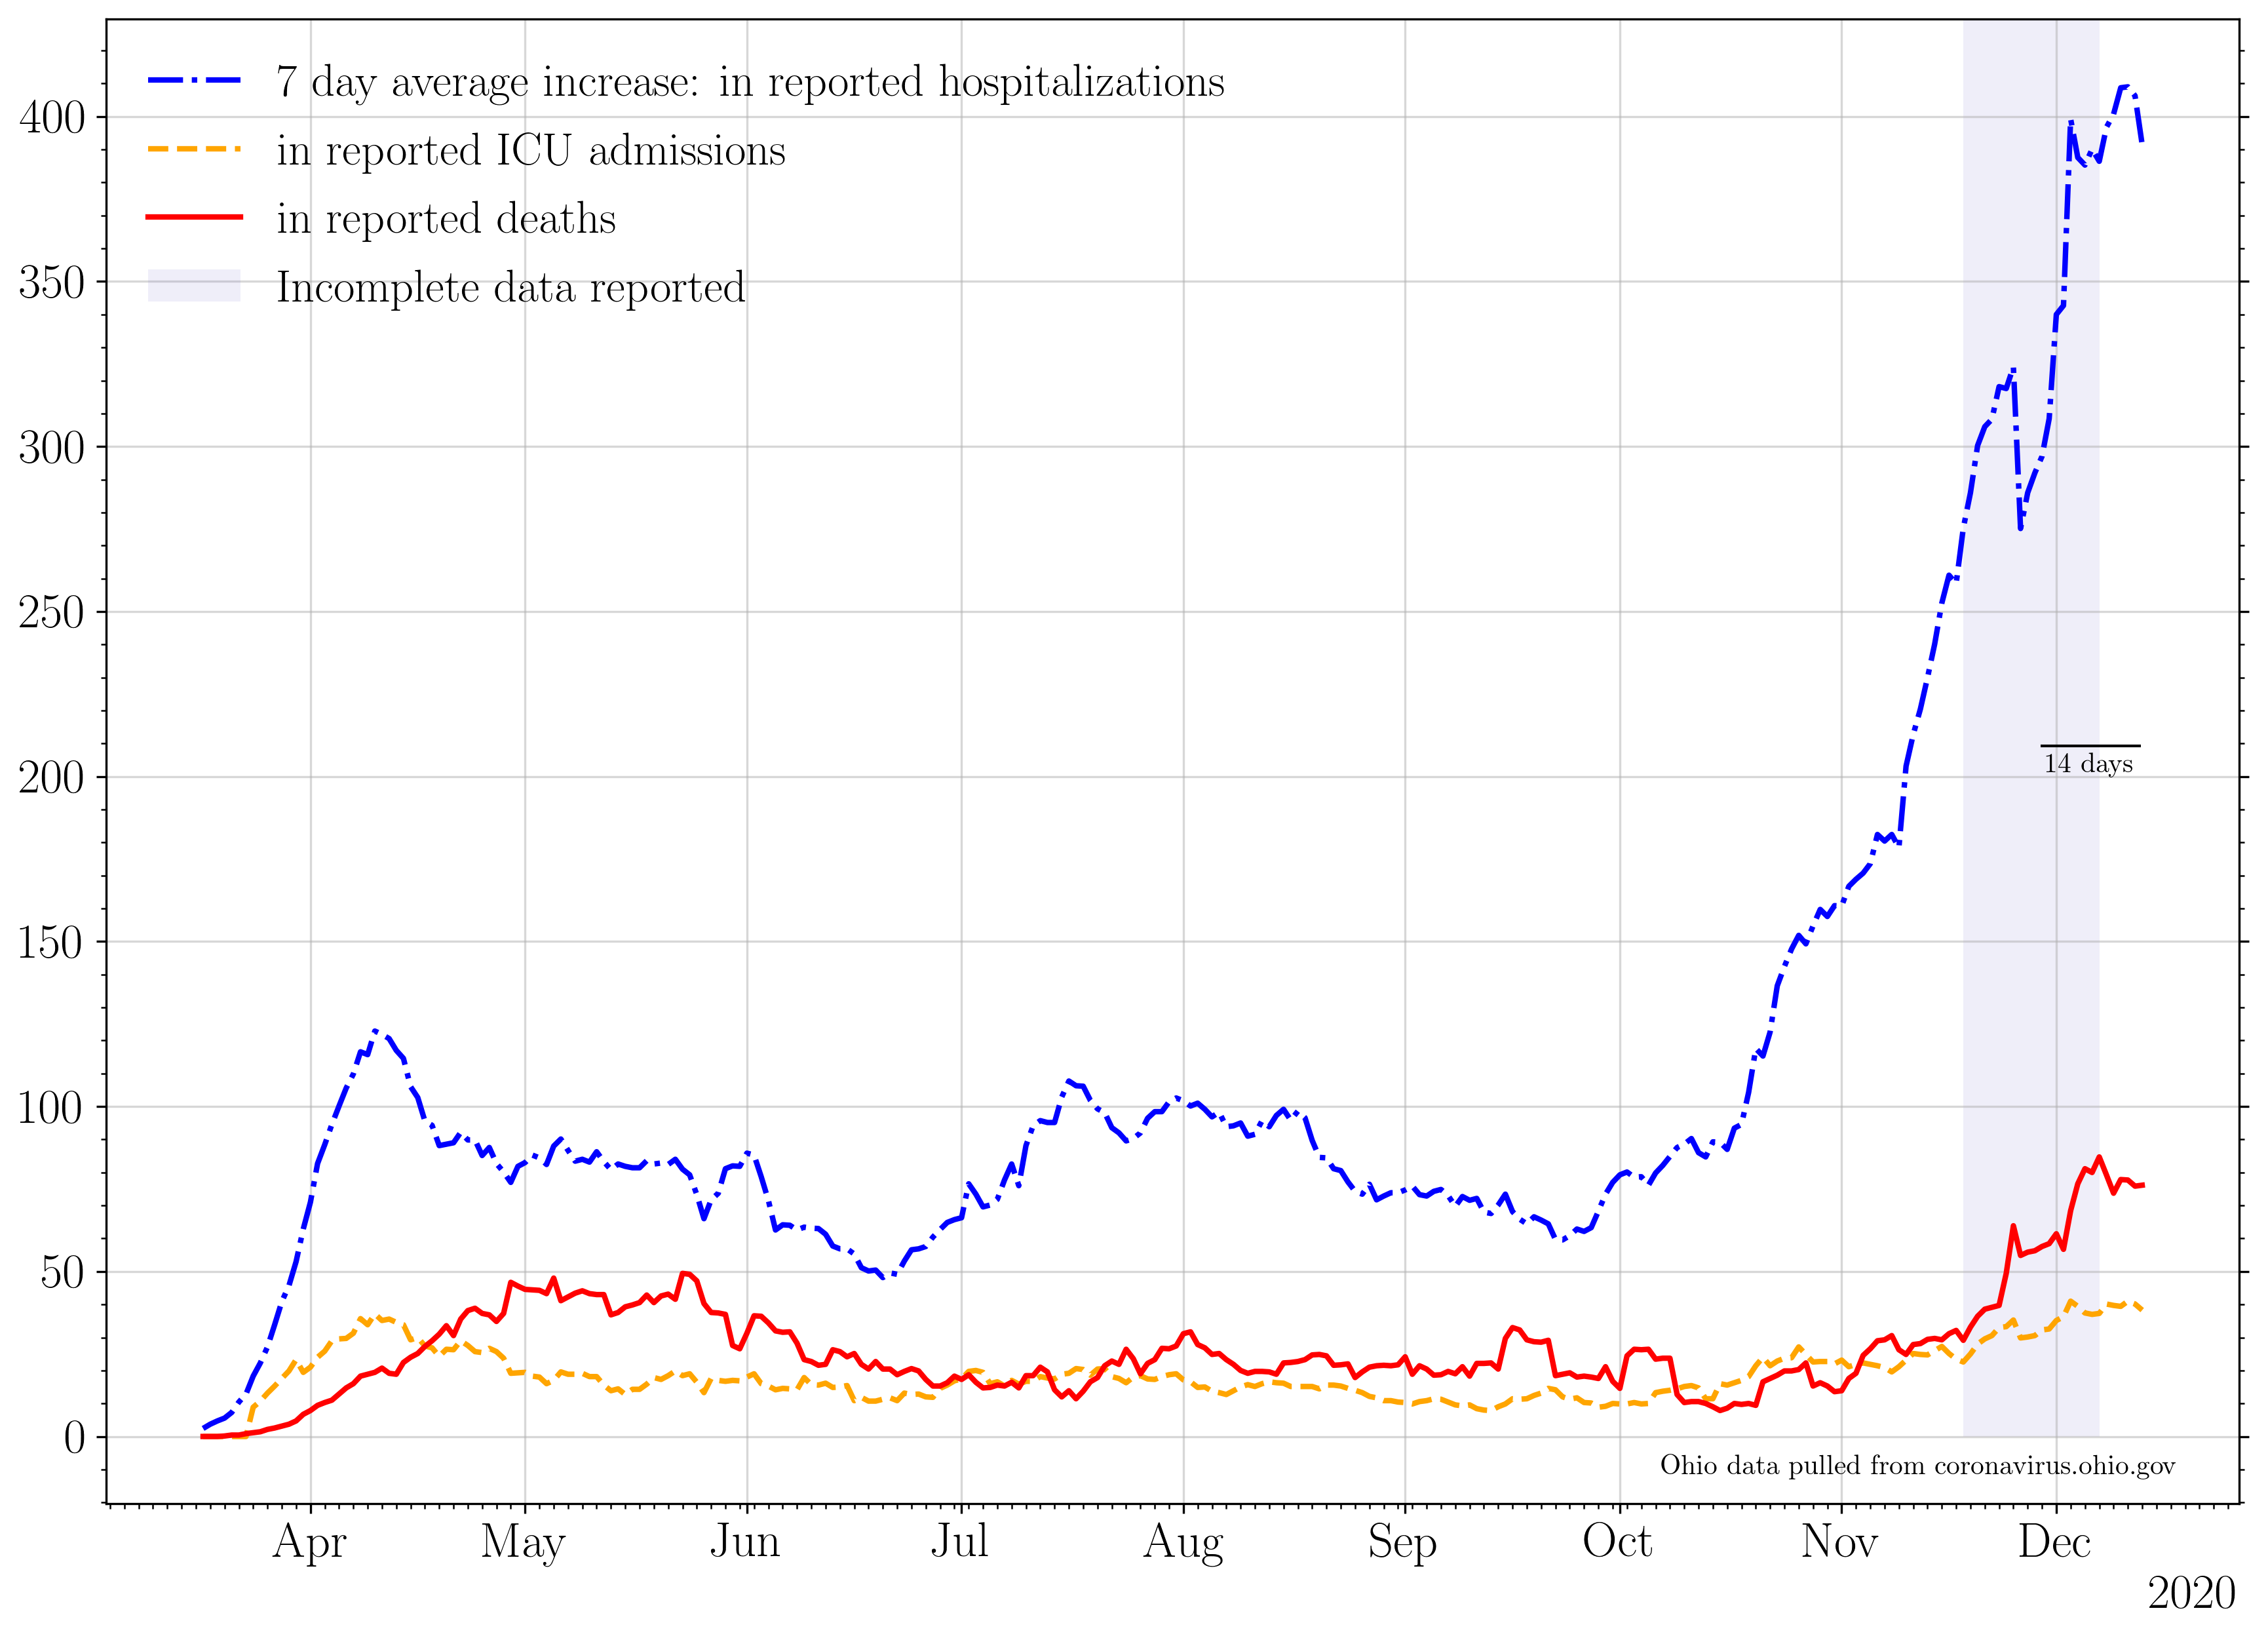 7 day average increase: in reported hospitalizations
in reported ICU admissions
in reported deaths
Incomplete data reported
400
350
300
250
200
150
100
50
0
14 days
Ohio data pulled from coronavirus.ohio.gov
Apr May Jun Jul Aug Sep Oct Nov Dec
2020